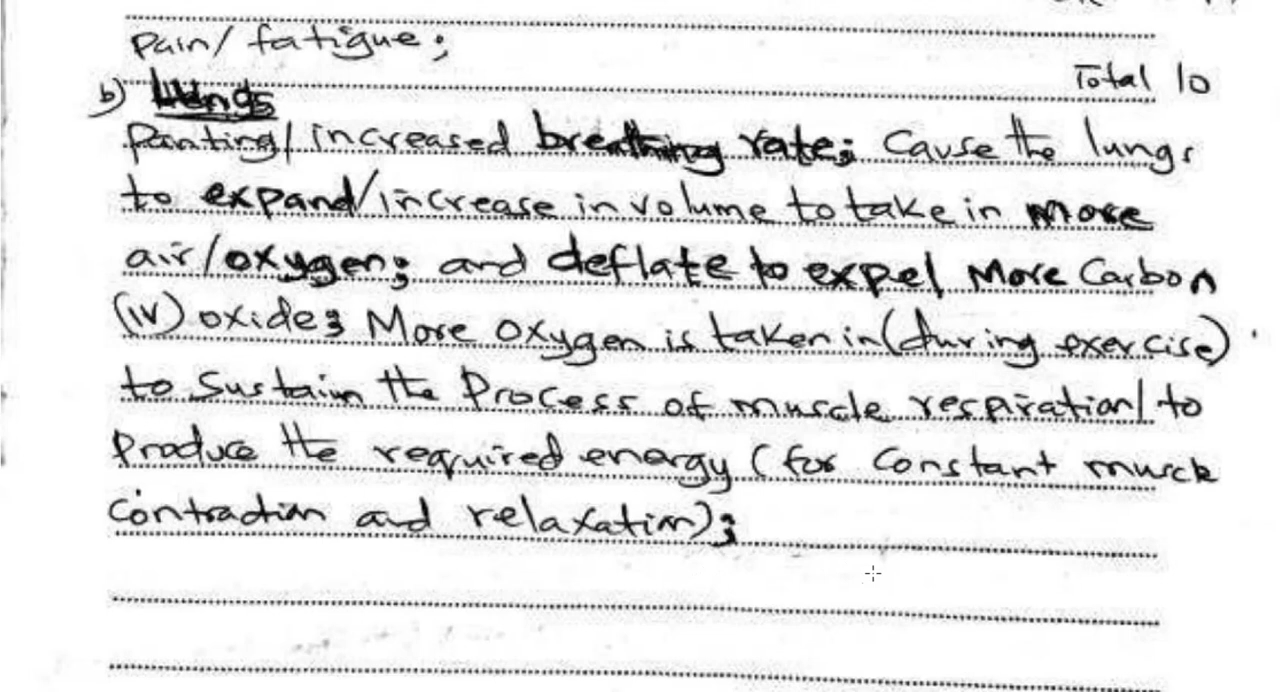 pain/ fatigue;
Total 10
b) Lungs
Panting/ increased breathing rate; Cause the lungs
to expand/increase in volume to take in more
air/oxygen; and deflate to expel More Carbon
(iv) oxide; More oxygen is taken in (during exercise)
to Sustain the Process of muscle respiration/ to
Produce the required energy (for Constant muscle
contraction and relaxation);